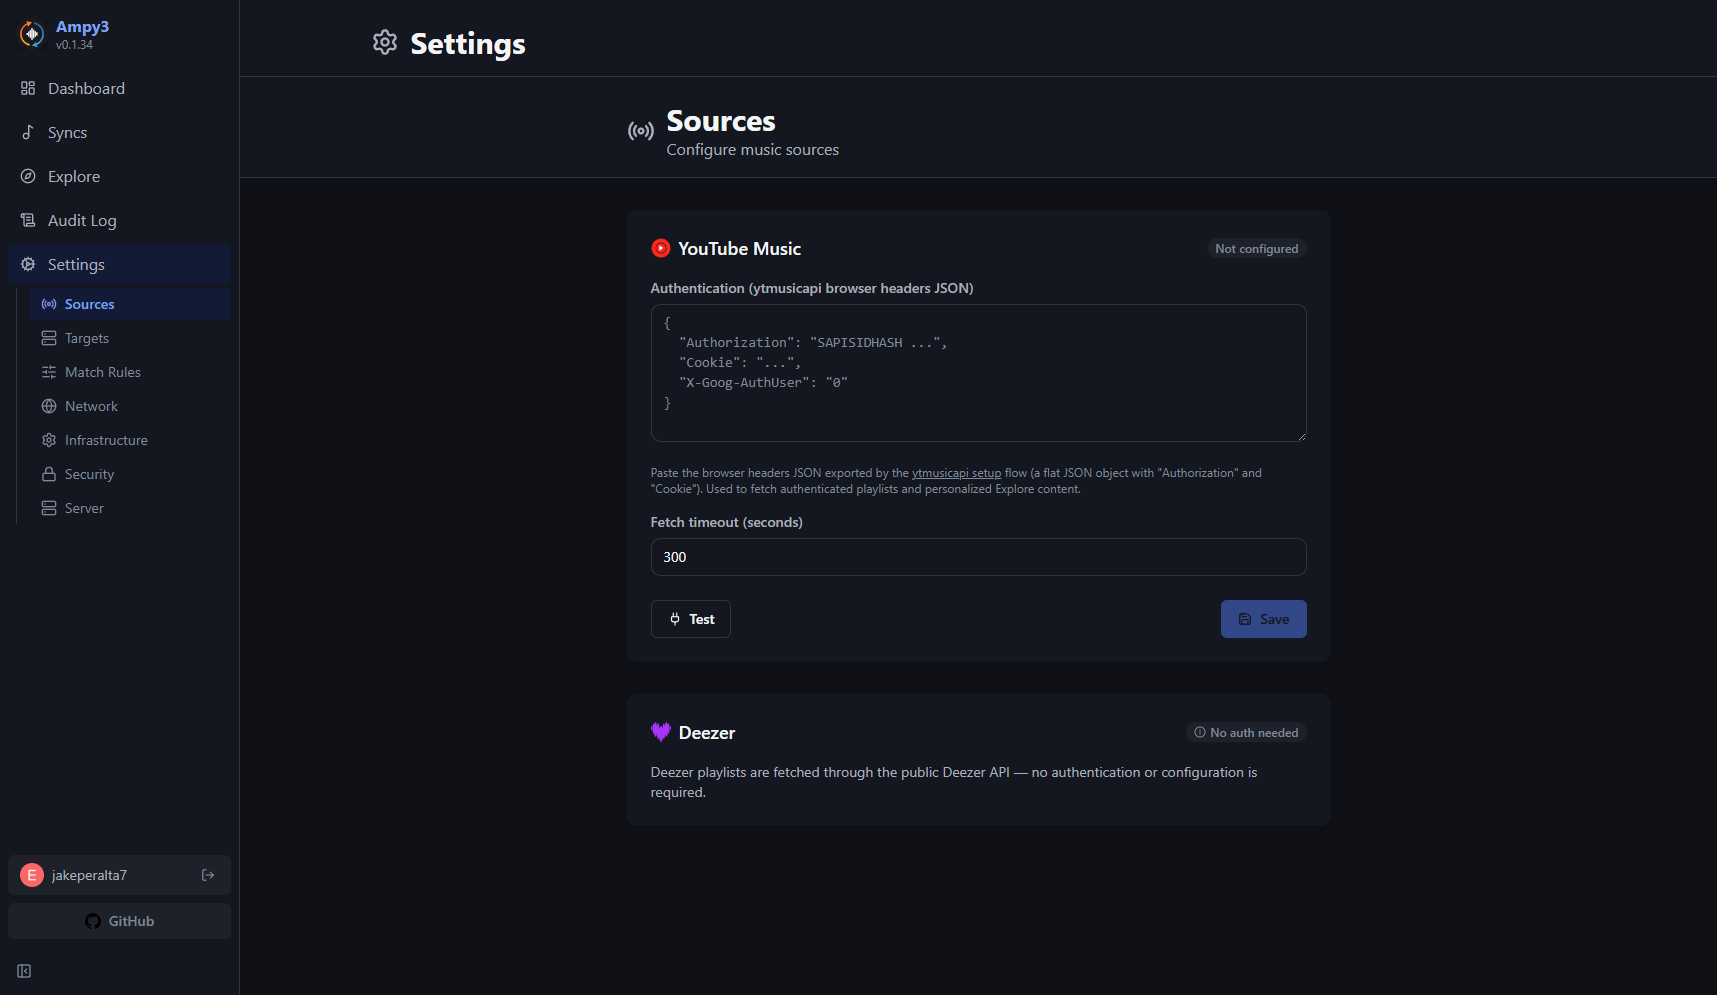 Ampy3
v0.1.34
Dashboard
Syncs
Explore
Audit Log
Settings
Sources
Targets
Match Rules
Network
Infrastructure
Security
Server
E jakeperalta7
GitHub
Settings
Sources
Configure music sources
YouTube Music
Not configured
Authentication (ytmusicapi browser headers JSON)
{
"Authorization": "SAPISIDHASH ...",
"Cookie": "...",
"X-Goog-AuthUser": "0"
}
Paste the browser headers JSON exported by the ytmusicapi setup flow (a flat JSON object with "Authorization" and
"Cookie"). Used to fetch authenticated playlists and personalized Explore content.
Fetch timeout (seconds)
300
Test
Save
Deezer
No auth needed
Deezer playlists are fetched through the public Deezer API — no authentication or configuration is
required.